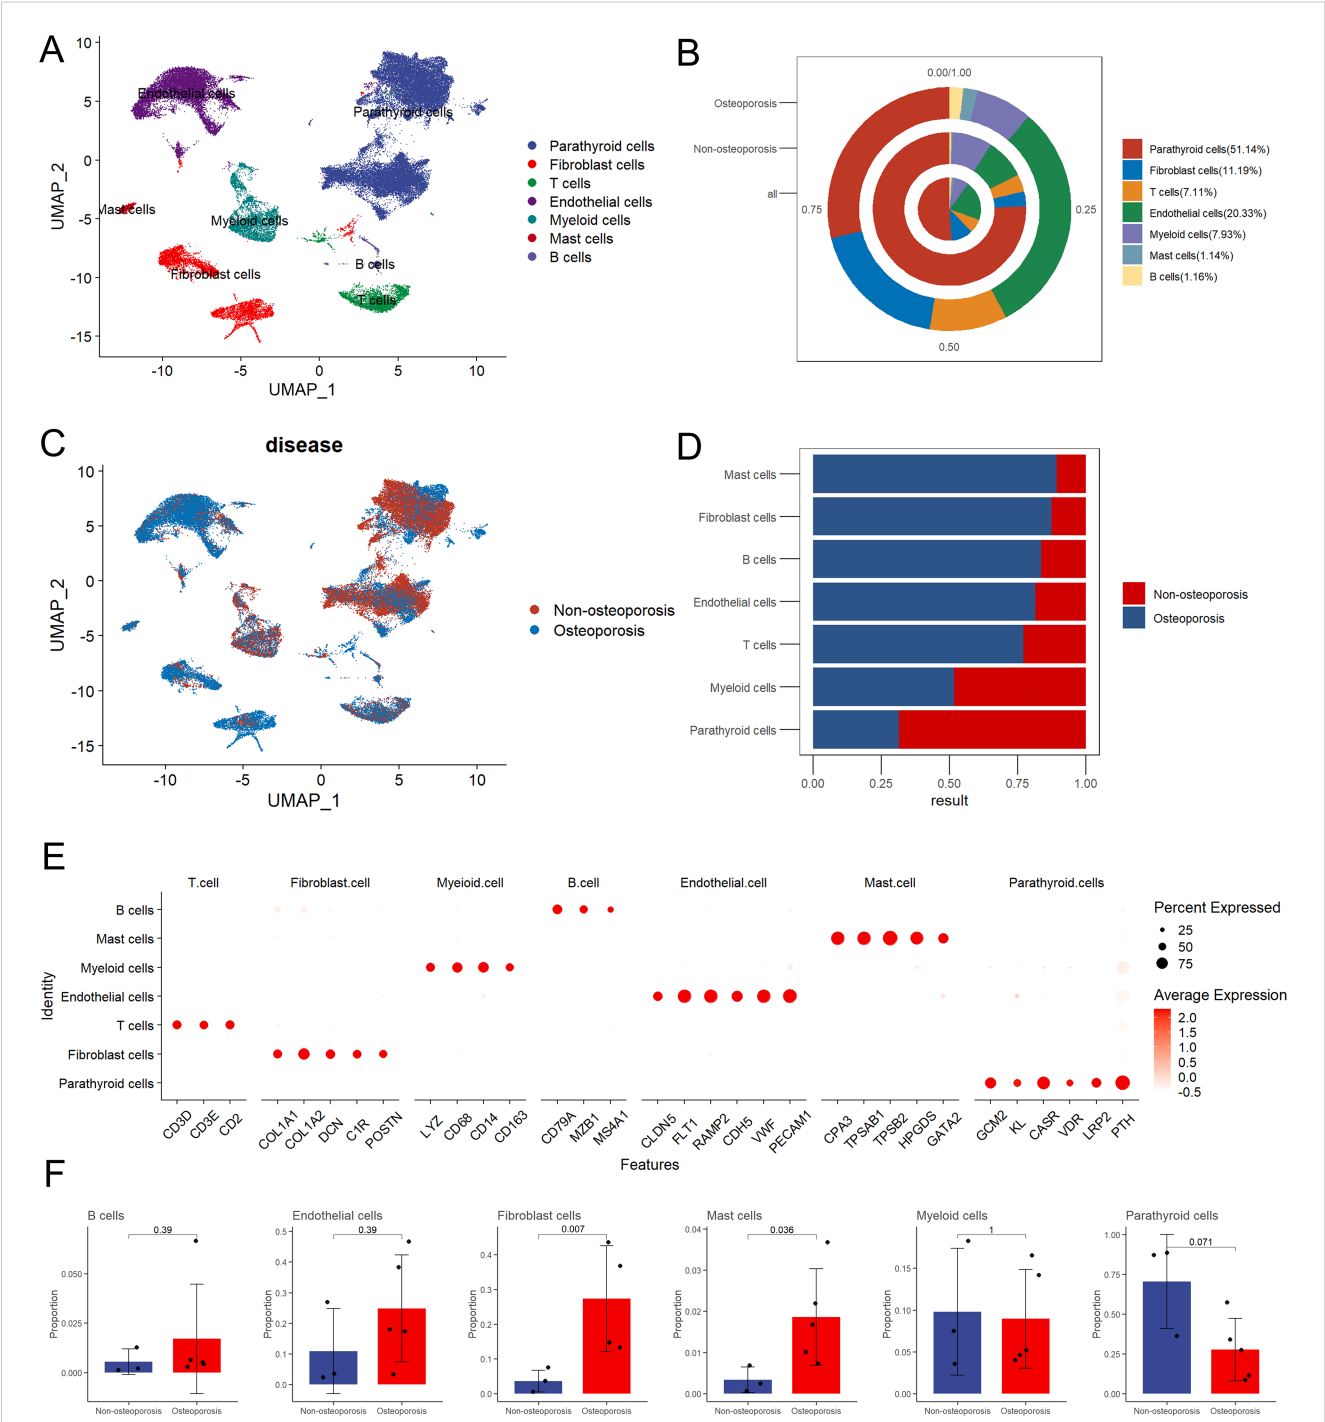 A
10
5
0
-5
-10
-15
UMAP_2
-10
-5
0
5
10
UMAP_1
Endothelial cells
Parathyroid cells
Mast cells
Myeloid cells
B cells
Fibroblast cells
T cells
Parathyroid cells
Fibroblast cells
T cells
Endothelial cells
Myeloid cells
Mast cells
B cells
B
0.00/1.00
Osteoporosis
Non-osteoporosis
all
0.75
0.25
0.50
Parathyroid cells(51.14%)
Fibroblast cells(11.19%)
T cells(7.11%)
Endothelial cells(20.33%)
Myeloid cells(7.93%)
Mast cells(1.14%)
B cells(1.16%)
C
disease
10
5
0
-5
-10
-15
UMAP_2
-10
-5
0
5
10
UMAP_1
Non-osteoporosis
Osteoporosis
D
Mast cells
Fibroblast cells
B cells
Endothelial cells
T cells
Myeloid cells
Parathyroid cells
0.00
0.25
0.50
0.75
1.00
result
Non-osteoporosis
Osteoporosis
E
T.cell
Fibroblast.cell
Myeioid.cell
B.cell
Endothelial.cell
Mast.cell
Parathyroid.cells
Identity
B cells
Mast cells
Myeloid cells
Endothelial cells
T cells
Fibroblast cells
Parathyroid cells
CD3D
CD3E
CD2
COL1A1
COL1A2
DCN
C1R
POSTN
LYZ
CD68
CD14
CD163
CD79A
MZB1
MS4A1
CLDN5
FLT1
RAMP2
CDH5
VWF
PECAM1
CPA3
TPSAB1
TPSB2
HPGDS
GATA2
GCM2
KL
CASR
VDR
LRP2
PTH
Features
Percent Expressed
25
50
75
Average Expression
2.0
1.5
1.0
0.5
0.0
-0.5
F
B cells
0.39
0.050
0.025
0.000
Proportion
Non-osteoporosis
Osteoporosis
Endothelial cells
0.39
0.5
0.4
0.3
0.2
0.1
0.0
Proportion
Non-osteoporosis
Osteoporosis
Fibroblast cells
0.007
0.4
0.3
0.2
0.1
0.0
Proportion
Non-osteoporosis
Osteoporosis
Mast cells
0.036
0.04
0.03
0.02
0.01
0.00
Proportion
Non-osteoporosis
Osteoporosis
Myeloid cells
1
0.15
0.10
0.05
0.00
Proportion
Non-osteoporosis
Osteoporosis
Parathyroid cells
0.071
1.00
0.75
0.50
0.25
0.00
Proportion
Non-osteoporosis
Osteoporosis